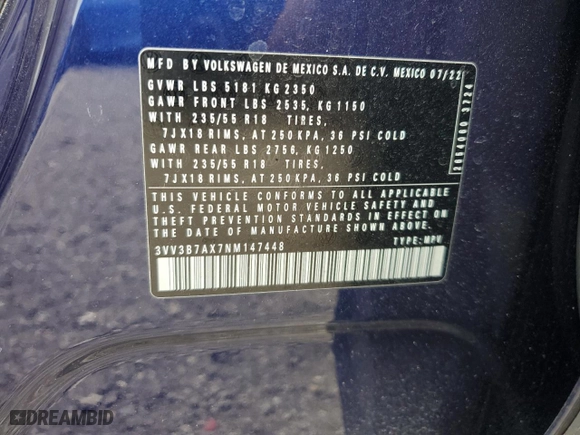 MFD BY VOLKSWAGEN DE MEXICO S.A. DE C.V. MEXICO 07/22
GVWR LBS 5181 KG 2350
GAWR FRONT LBS 2535, KG 1150
WITH 235/55 R18 TIRES,
7JX18 RIMS, AT 250 KPA, 36 PSI COLD
GAWR REAR LBS 2756, KG 1250
WITH 235/55 R18 TIRES,
7JX18 RIMS, AT 250 KPA, 36 PSI COLD
THIS VEHICLE CONFORMS TO ALL APPLICABLE
U.S. FEDERAL MOTOR VEHICLE SAFETY AND
THEFT PREVENTION STANDARDS IN EFFECT ON
THE DATE OF MANUFACTURE SHOWN ABOVE.
3VV3B7AX7NM147448 TYPE: MPV
3724
DREAMBID